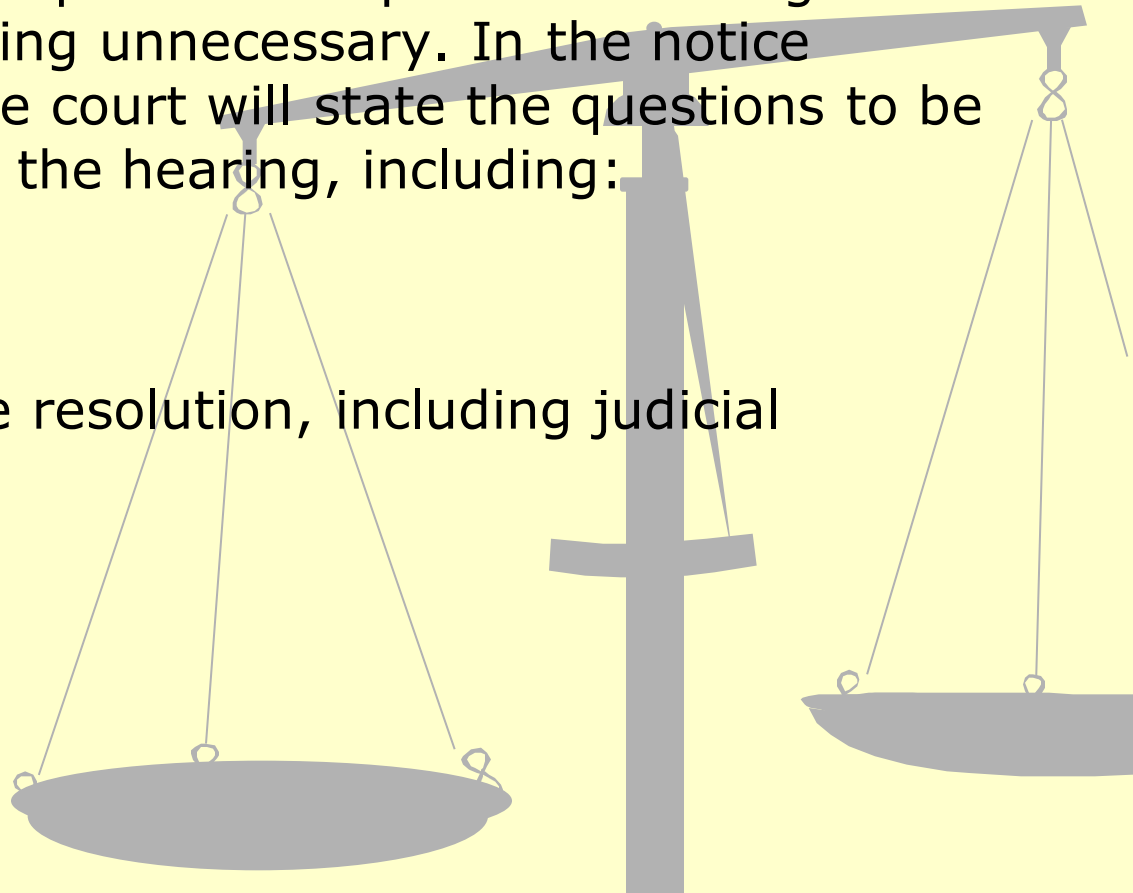 ing unnecessary. In the notice
e court will state the questions to be
the hearing, including:
e resolution, including judicial